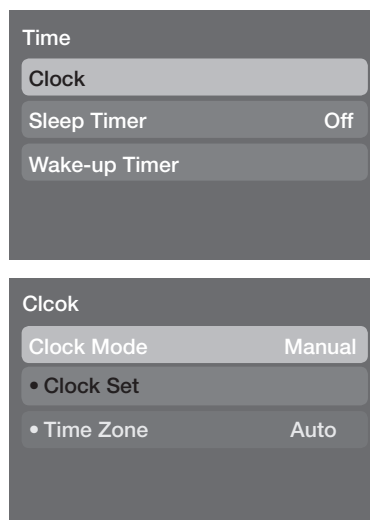 Time
Clock
Sleep Timer Off
Wake-up Timer
Clcok
Clock Mode Manual
• Clock Set
• Time Zone Auto